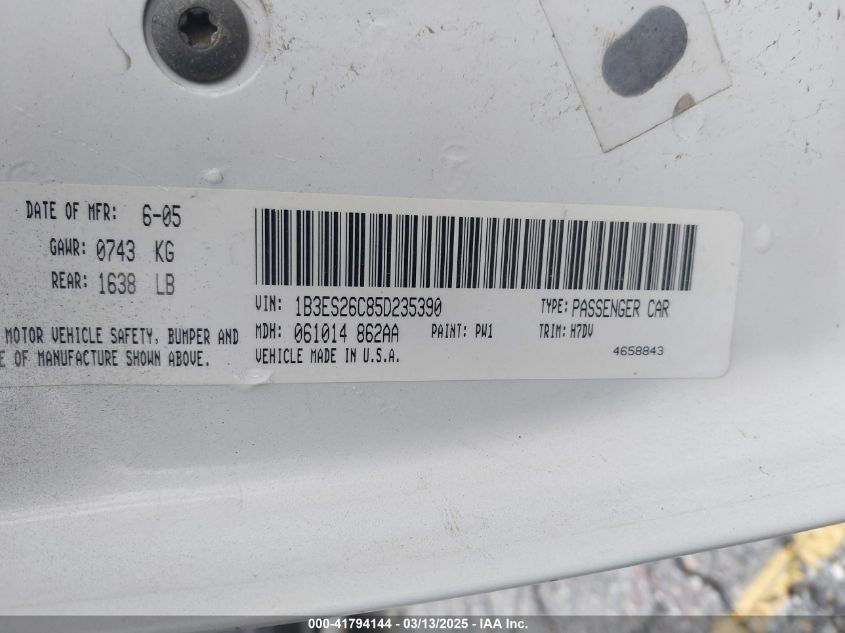 DATE OF MFR: 6-05
GAWR: 0743 KG
REAR: 1638 LB
MOTOR VEHICLE SAFETY, BUMPER AND
OF MANUFACTURE SHOWN ABOVE.
VIN: 1B3ES26C85D235390 TYPE: PASSENGER CAR
MDH: 061014 862AA PAINT: PW1 TRIM: H7DV
VEHICLE MADE IN U.S.A.
4658843
000-41794144 - 03/13/2025 - IAA Inc.